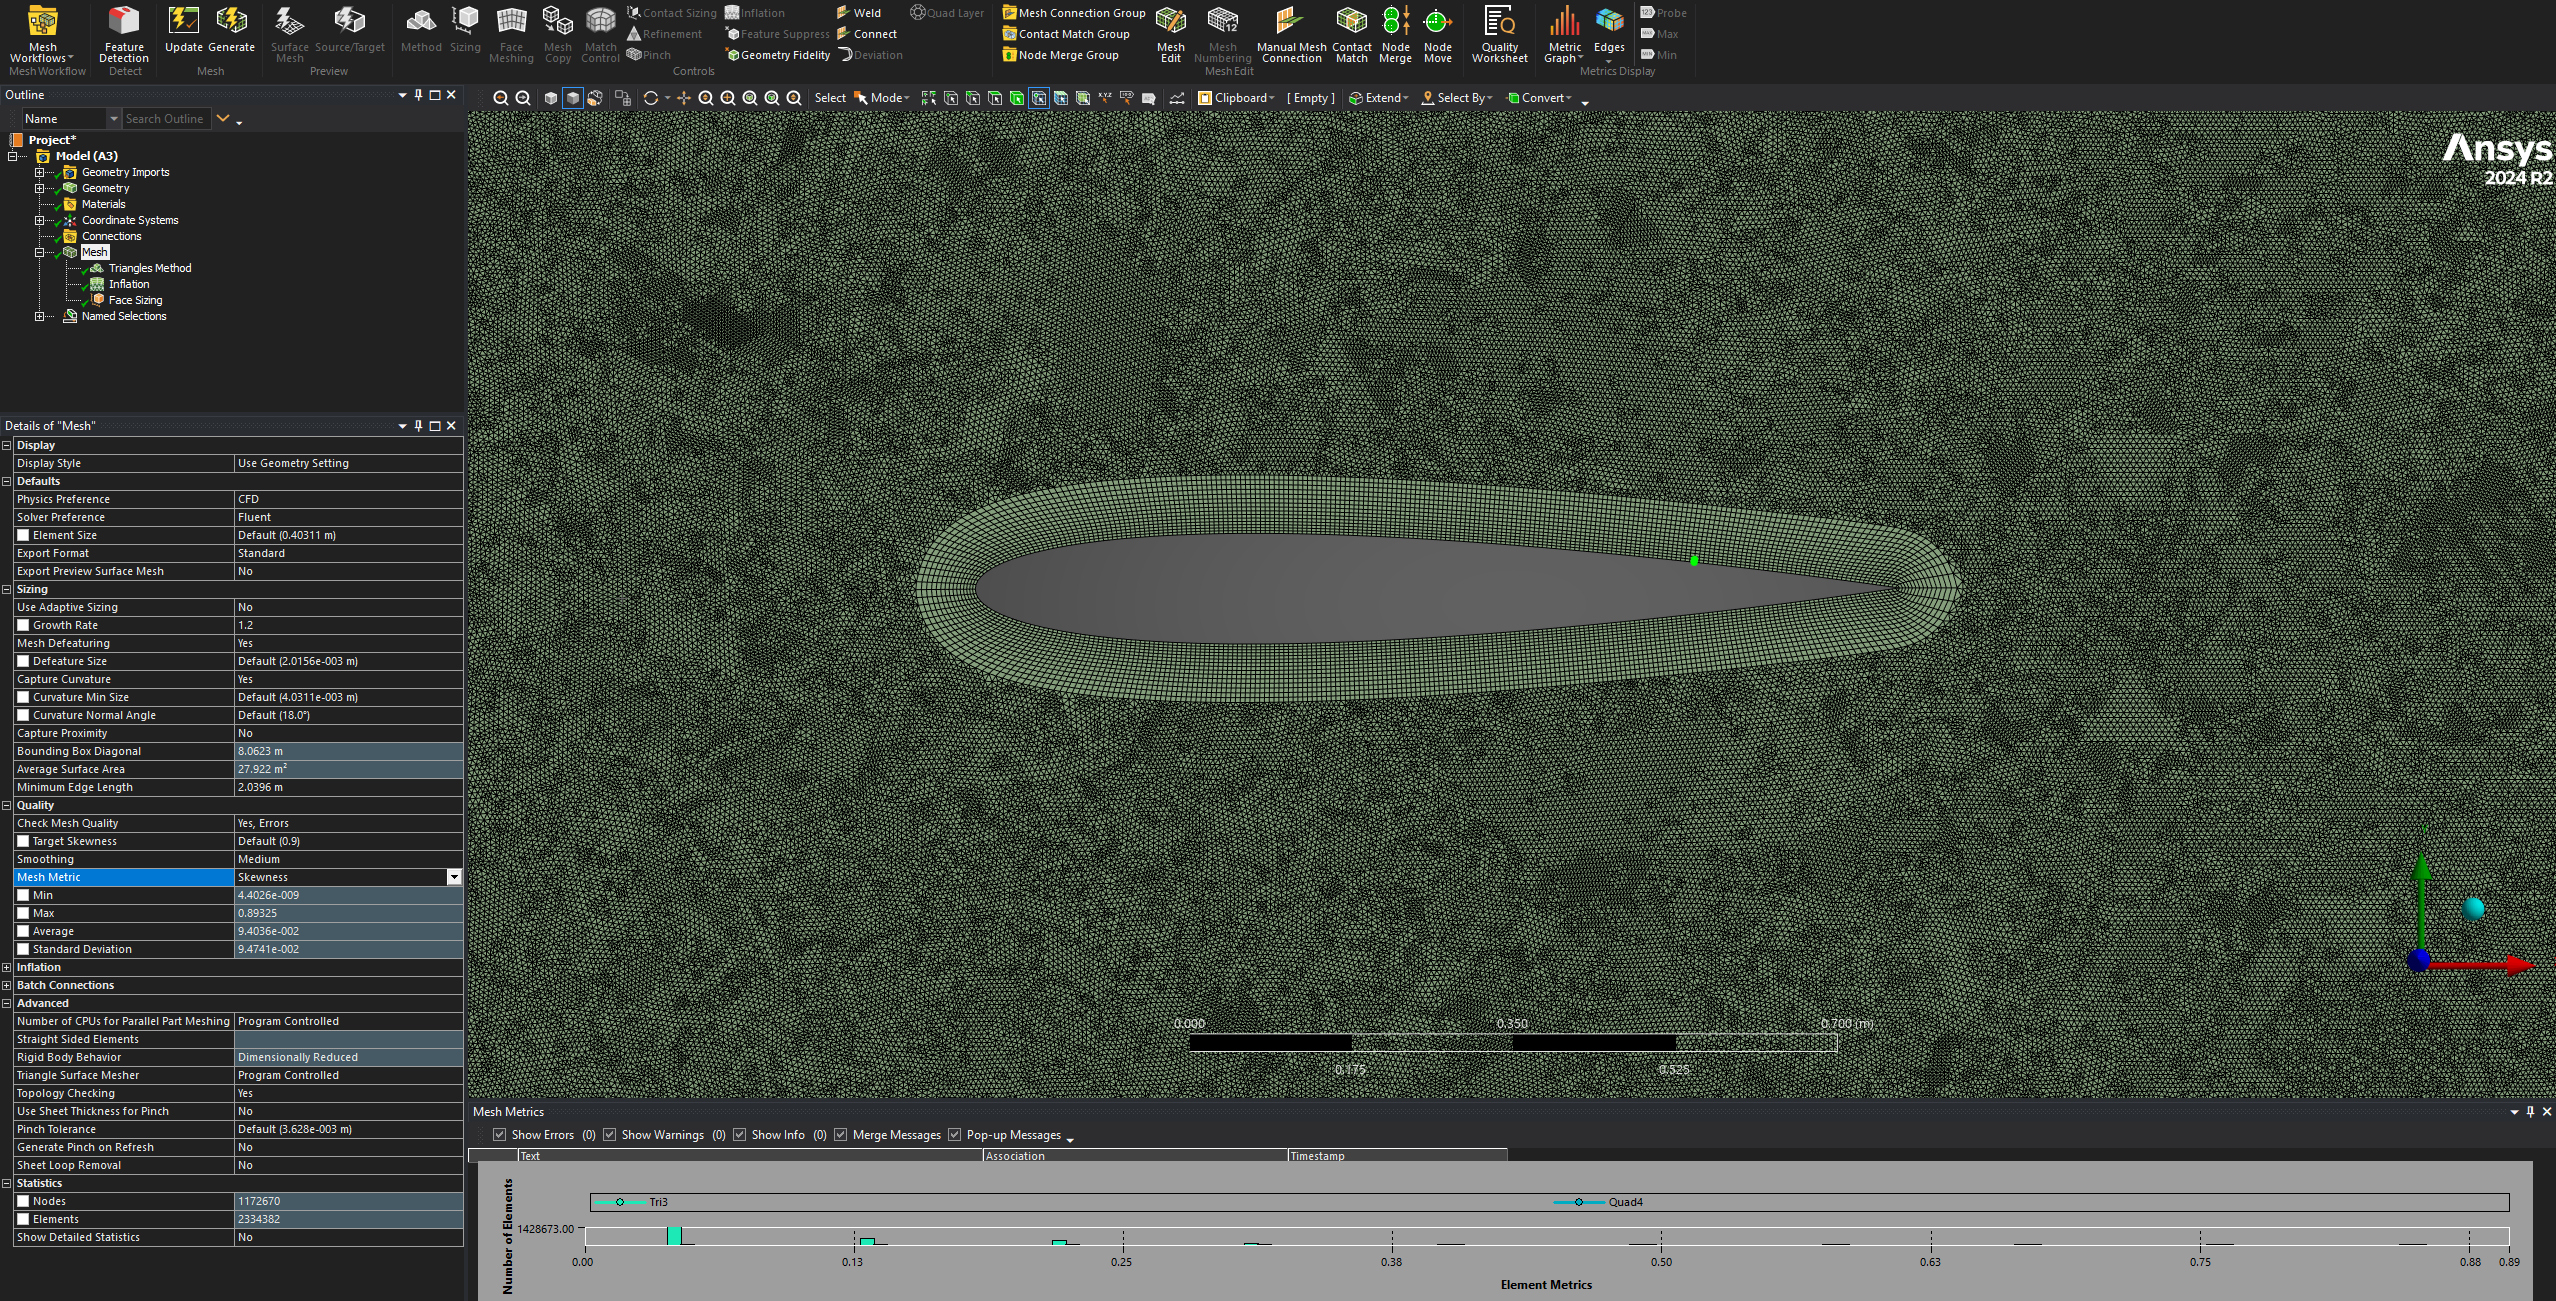 Mesh Workflows
Feature Detection
Update
Generate
Surface Mesh
Source/Target
Method
Sizing
Face Meshing
Mesh Copy
Match Control
Contact Sizing
Refinement
Pinch
Inflation
Feature Suppress
Geometry Fidelity
Weld
Connect
Deviation
Quad Layer
Mesh Connection Group
Contact Match Group
Node Merge Group
Mesh Edit
Mesh Numbering
Manual Mesh Connection
Contact Match
Node Merge
Node Move
Quality Worksheet
Metric Graph
Edges
Probe
Max
Min
Mesh Workflow
Detect
Mesh
Preview
Controls
Mesh Edit
Metrics Display
Outline
Name
Search Outline
Select
Mode
Clipboard
[ Empty ]
Extend
Select By
Convert
Project*
Model (A3)
Geometry Imports
Geometry
Materials
Coordinate Systems
Connections
Mesh
Triangles Method
Inflation
Face Sizing
Named Selections
Ansys
2024 R2
Details of "Mesh"
Display
Display Style Use Geometry Setting
Defaults
Physics Preference CFD
Solver Preference Fluent
Element Size Default (0.40311 m)
Export Format Standard
Export Preview Surface Mesh No
Sizing
Use Adaptive Sizing No
Growth Rate 1.2
Mesh Defeaturing Yes
Defeature Size Default (2.0156e-003 m)
Capture Curvature Yes
Curvature Min Size Default (4.0311e-003 m)
Curvature Normal Angle Default (18.0°)
Capture Proximity No
Bounding Box Diagonal 8.0623 m
Average Surface Area 27.922 m²
Minimum Edge Length 2.0396 m
Quality
Check Mesh Quality Yes, Errors
Target Skewness Default (0.9)
Smoothing Medium
Mesh Metric Skewness
Min 4.4026e-009
Max 0.89325
Average 9.4036e-002
Standard Deviation 9.4741e-002
Inflation
Batch Connections
Advanced
Number of CPUs for Parallel Part Meshing Program Controlled
Straight Sided Elements
Rigid Body Behavior Dimensionally Reduced
Triangle Surface Mesher Program Controlled
Topology Checking Yes
Use Sheet Thickness for Pinch No
Pinch Tolerance Default (3.628e-003 m)
Generate Pinch on Refresh No
Sheet Loop Removal No
Statistics
Nodes 1172670
Elements 2334382
Show Detailed Statistics No
0.000 0.350 0.700 (m)
0.175 0.525
Mesh Metrics
Show Errors (0) Show Warnings (0) Show Info (0) Merge Messages Pop-up Messages
Text Association Timestamp
Tri3 Quad4
Number of Elements
1428673.00
0.00 0.13 0.25 0.38 0.50 0.63 0.75 0.88 0.89
Element Metrics